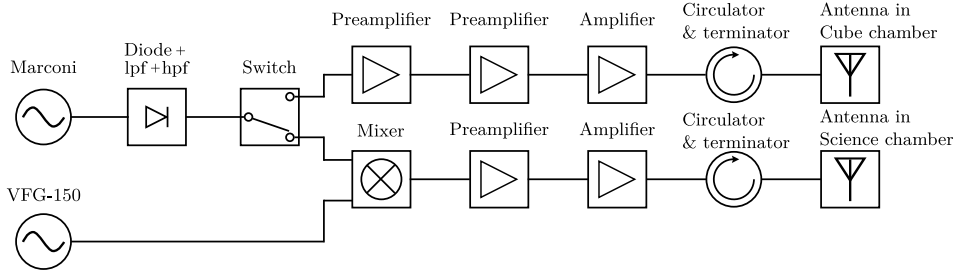 Preamplifier
Preamplifier
Amplifier
Circulator
& terminator
Antenna in
Cube chamber
Marconi
Diode +
lpf+hpf
Switch
Mixer
Preamplifier
Amplifier
Circulator
& terminator
Antenna in
Science chamber
VFG-150